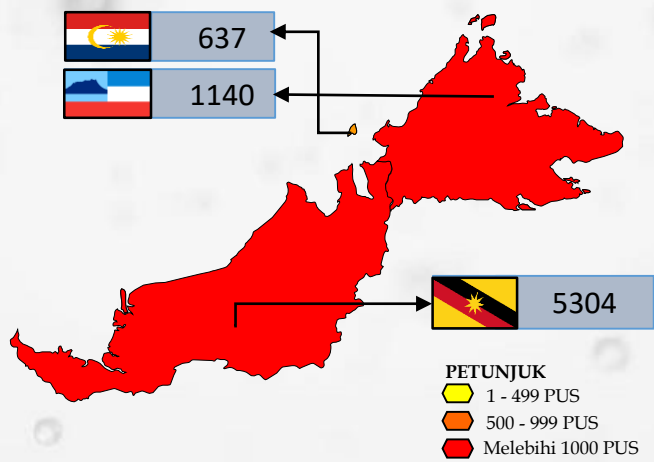 637
1140
5304
PETUNJUK
1 - 499 PUS
500 - 999 PUS
Melebihi 1000 PUS